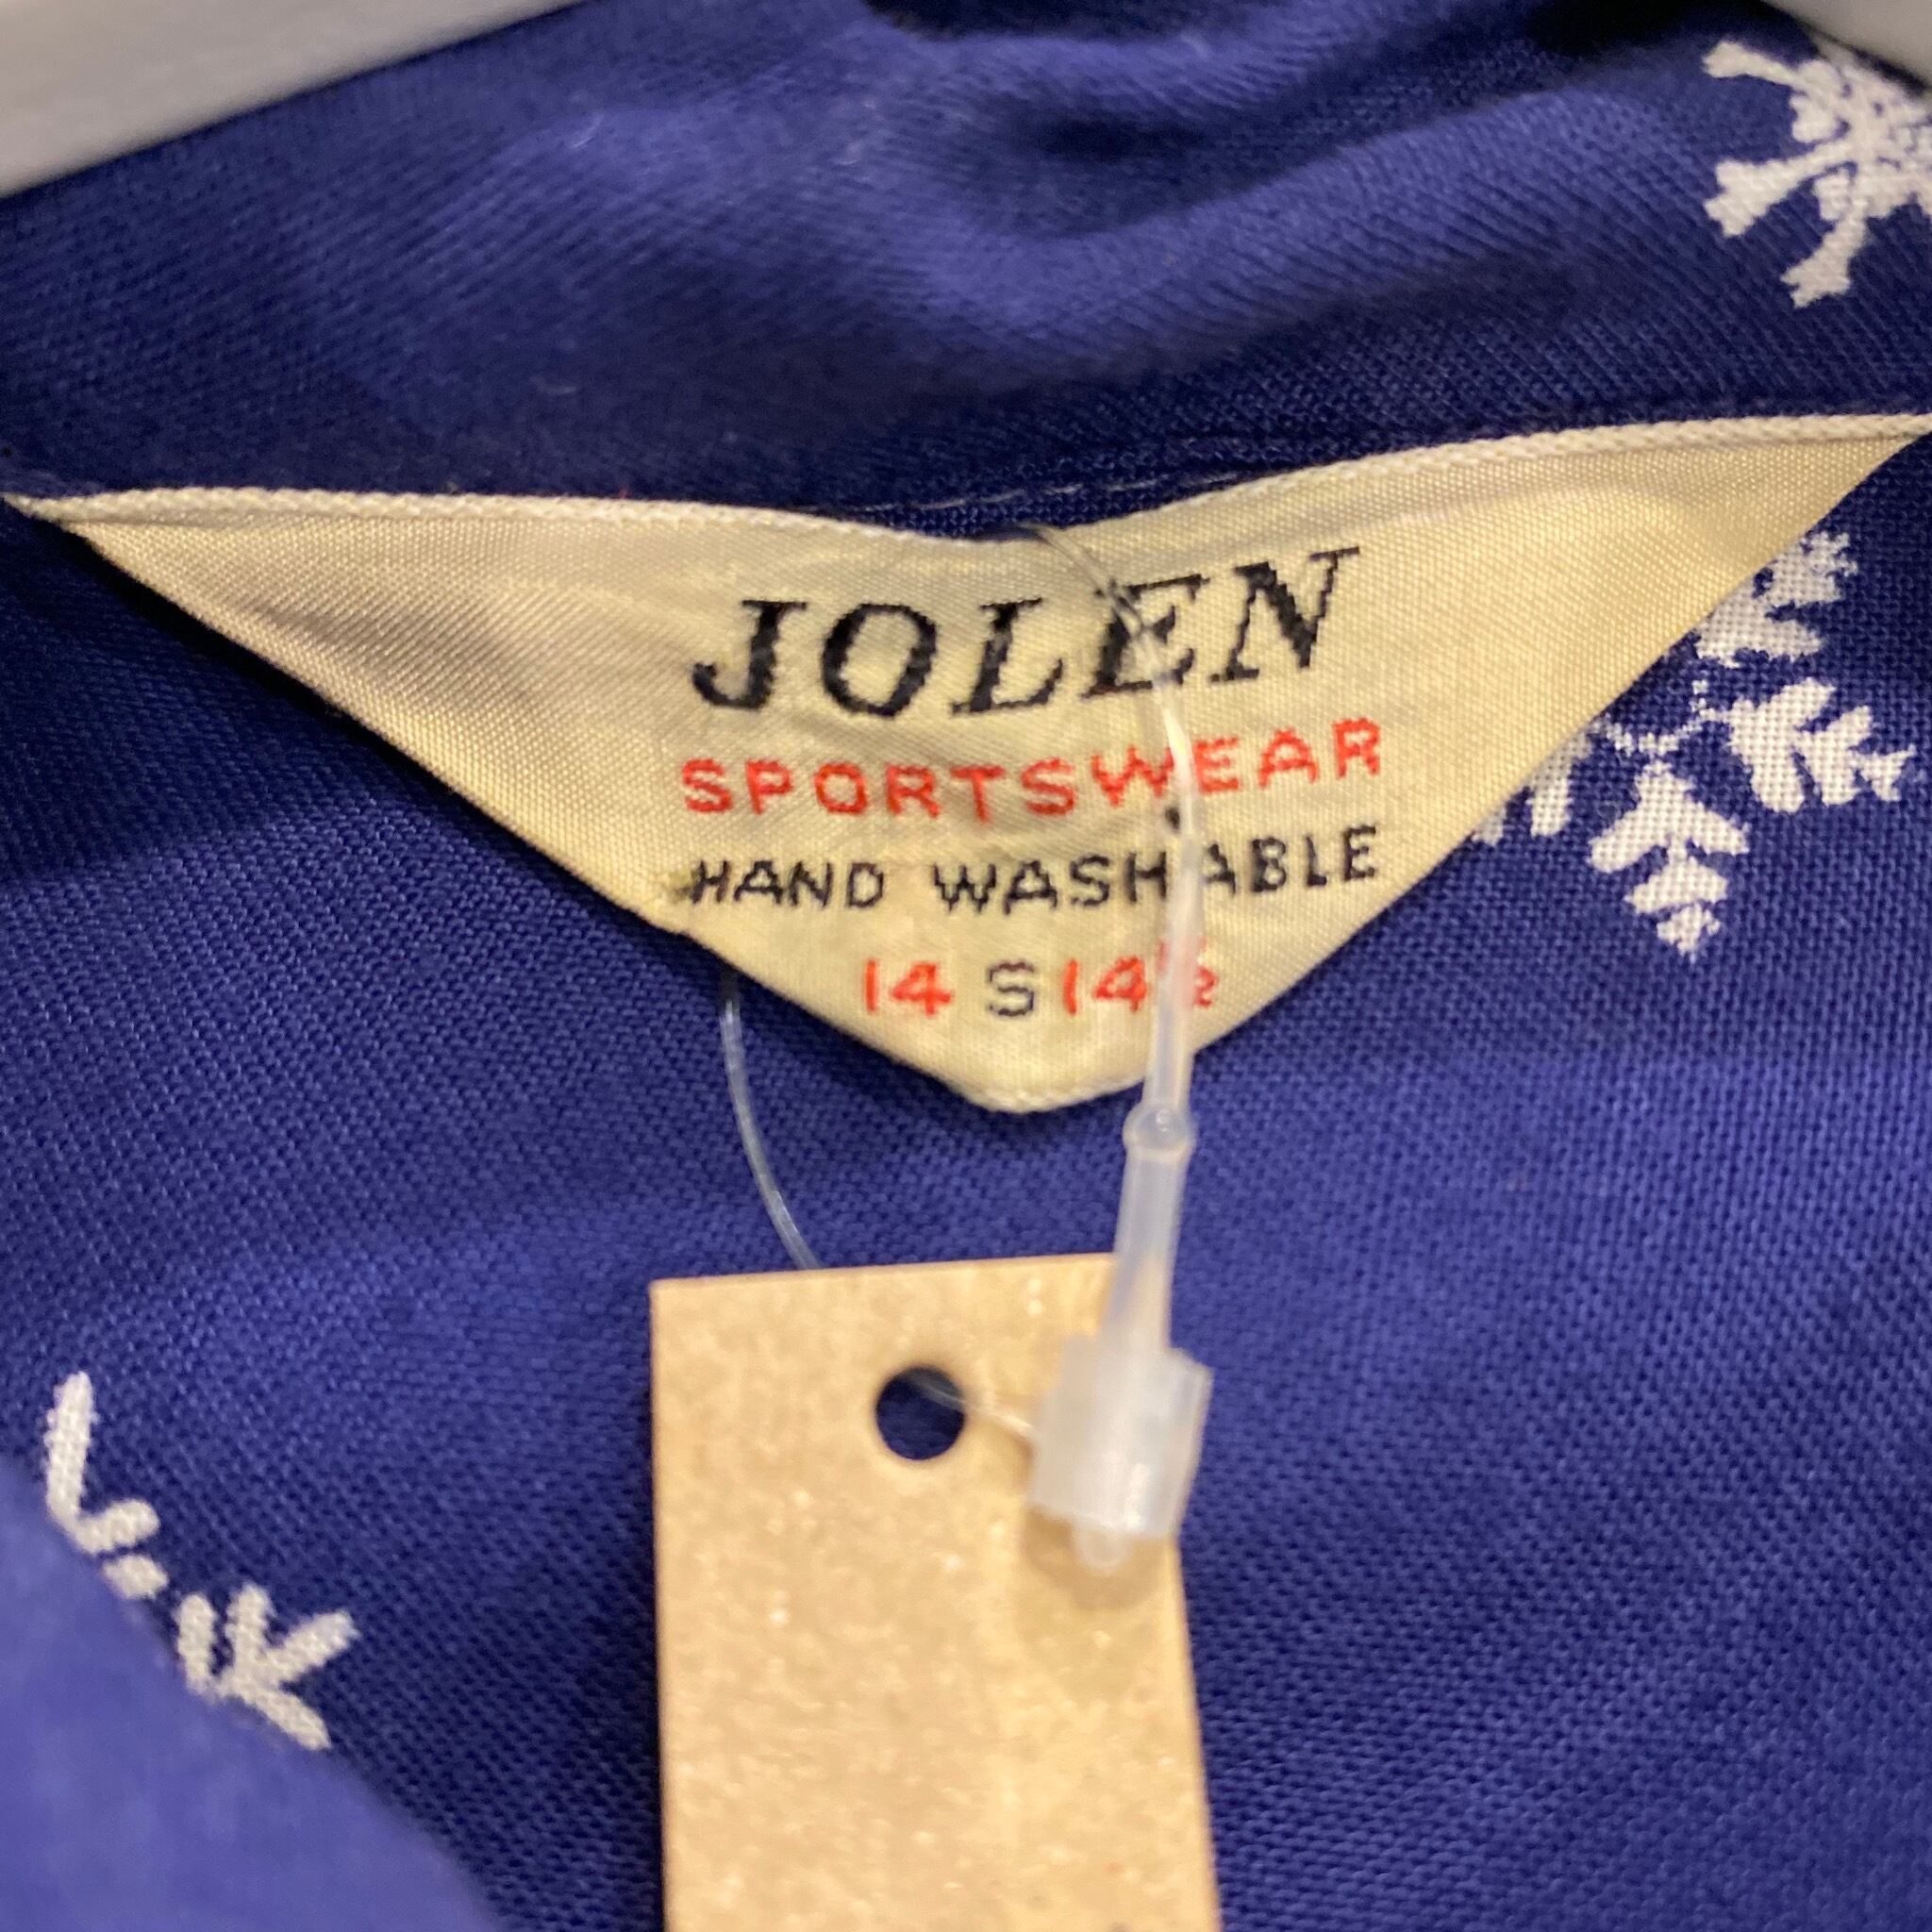 JOLEN
SPORTSWEAR
HAND WASHABLE
14 S 14½